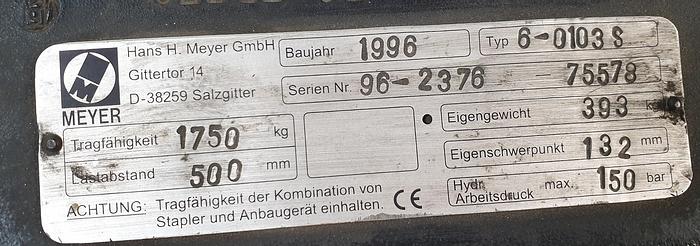 Hans H. Meyer GmbH
Gittertor 14
D-38259 Salzgitter
MEYER
Baujahr 1996
Typ 6-0103 S
Serien Nr. 96-2376 - 75578
Tragfähigkeit 1750 kg
Lastabstand 500 mm
Eigengewicht 393 kg
Eigenschwerpunkt 132 mm
Hydr. Arbeitsdruck max. 150 bar
ACHTUNG: Tragfähigkeit der Kombination von
Stapler und Anbaugerät einhalten. CE